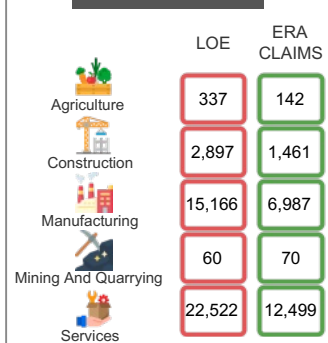 LOE ERA
CLAIMS
337 142
Agriculture
2,897 1,461
Construction
15,166 6,987
Manufacturing
60 70
Mining And Quarrying
22,522 12,499
Services